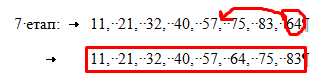 7 етап: → 11, 21, 32, 40, 57, 75, 83, 64¶
→ 11, 21, 32, 40, 57, 64, 75, 83¶